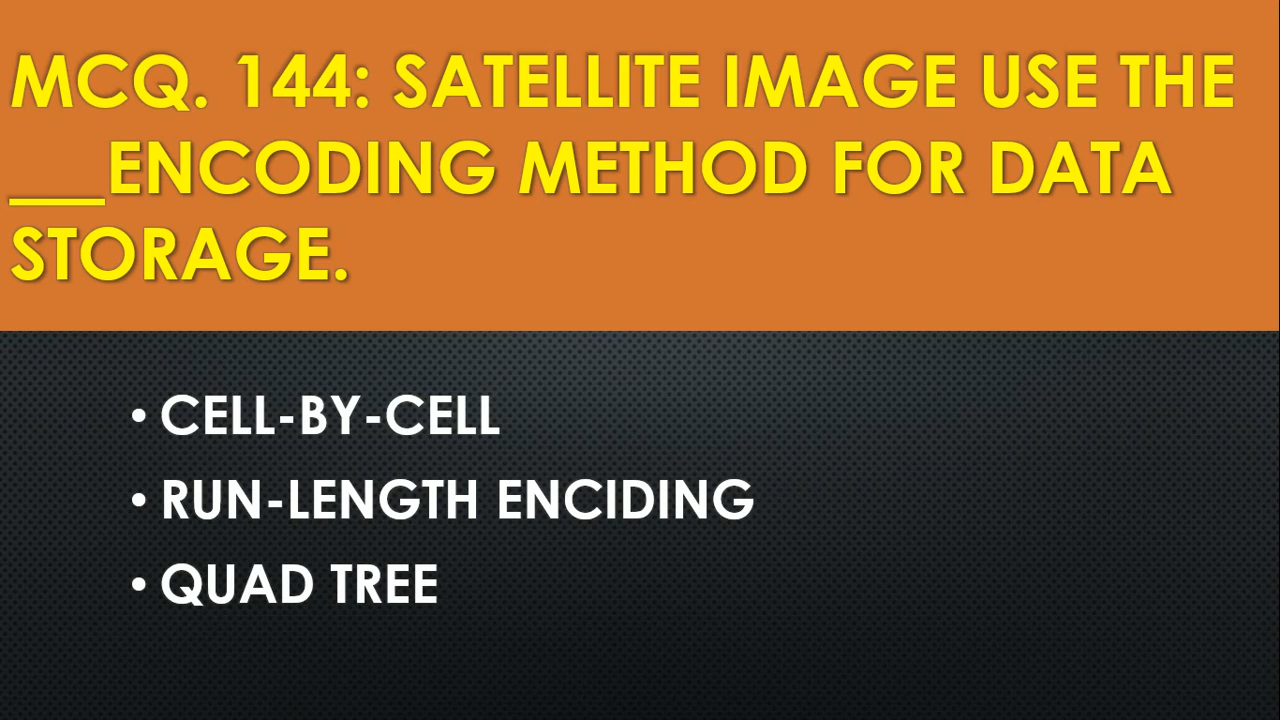 MCQ. 144: SATELLITE IMAGE USE THE
___ENCODING METHOD FOR DATA
STORAGE.
• CELL-BY-CELL
• RUN-LENGTH ENCIDING
• QUAD TREE